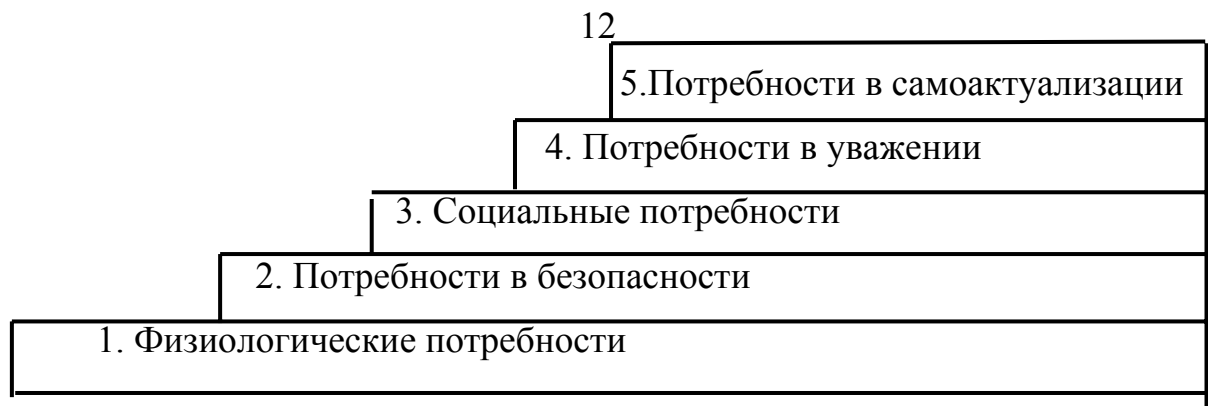 12
5.Потребности в самоактуализации
4. Потребности в уважении
3. Социальные потребности
2. Потребности в безопасности
1. Физиологические потребности